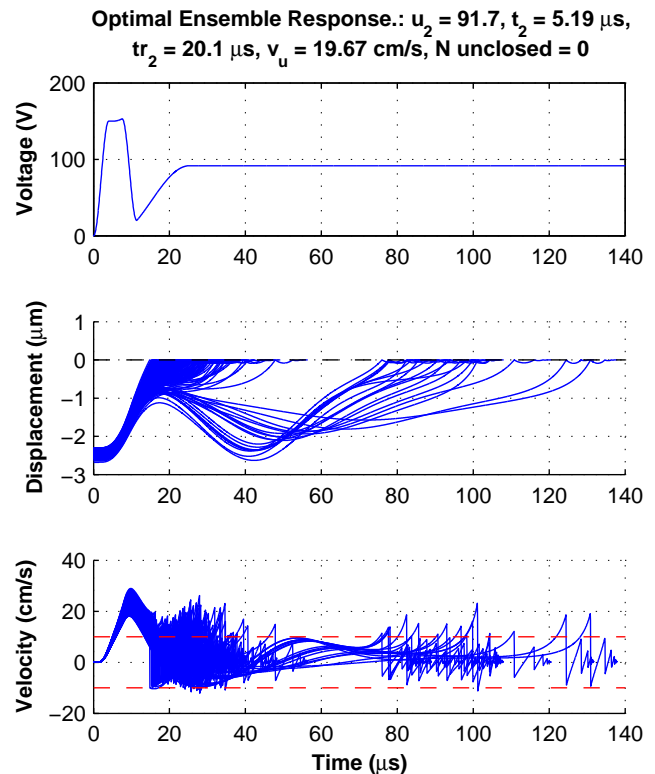 Optimal Ensemble Response.: u₂ = 91.7, t₂ = 5.19 μs,
tr₂ = 20.1 μs, vᵤ = 19.67 cm/s, N unclosed = 0
200
100
0
Voltage (V)
0 20 40 60 80 100 120 140
1
0
−1
−2
−3
Displacement (μm)
0 20 40 60 80 100 120 140
40
20
0
−20
Velocity (cm/s)
0 20 40 60 80 100 120 140
Time (μs)